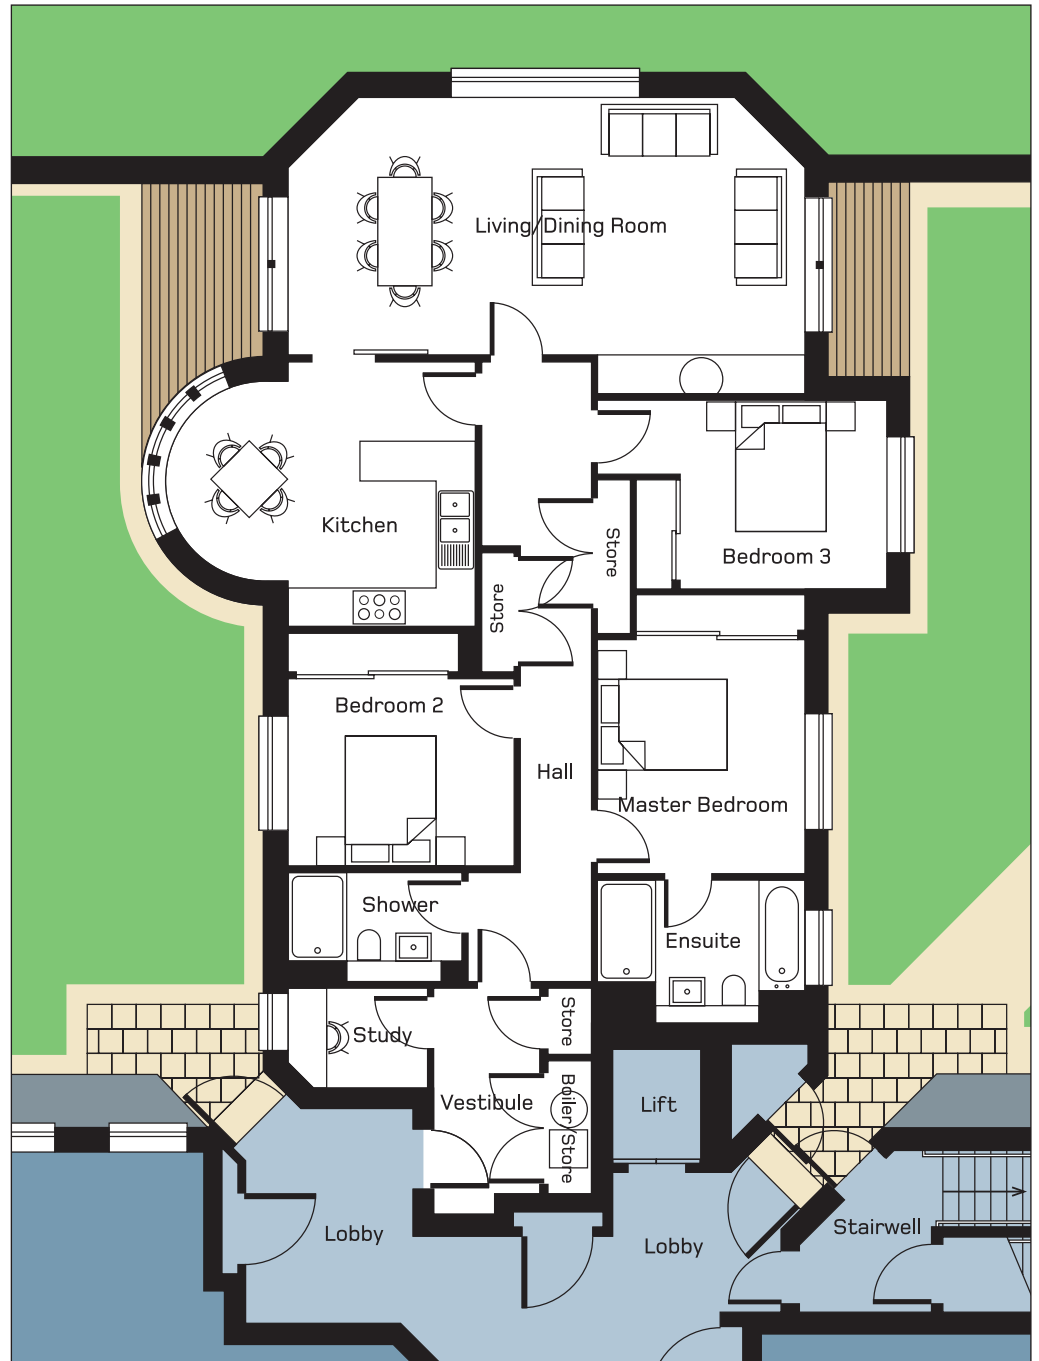 Living/Dining Room
Kitchen
Store
Bedroom 3
Store
Bedroom 2
Hall
Master Bedroom
Shower
Ensuite
Study
Store
Vestibule
Boiler/Store
Lift
Lobby
Lobby
Stairwell